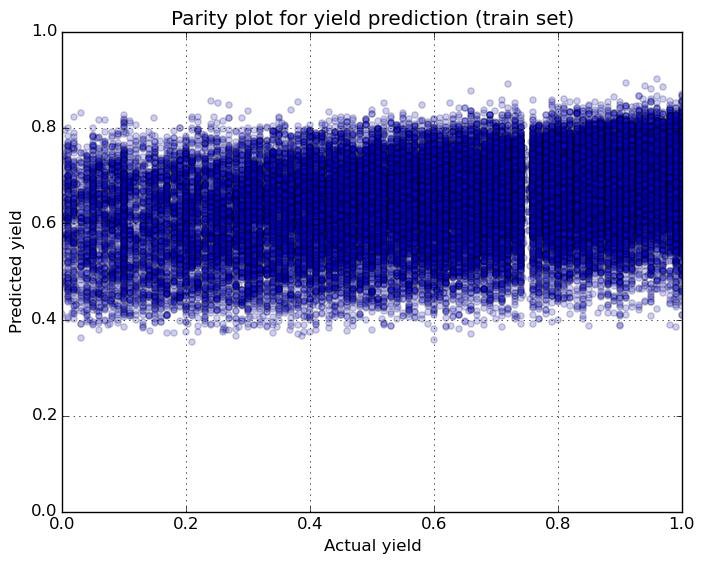 Parity plot for yield prediction (train set)
1.0
0.8
0.6
0.4
0.2
0.0
Predicted yield
0.0 0.2 0.4 0.6 0.8 1.0
Actual yield